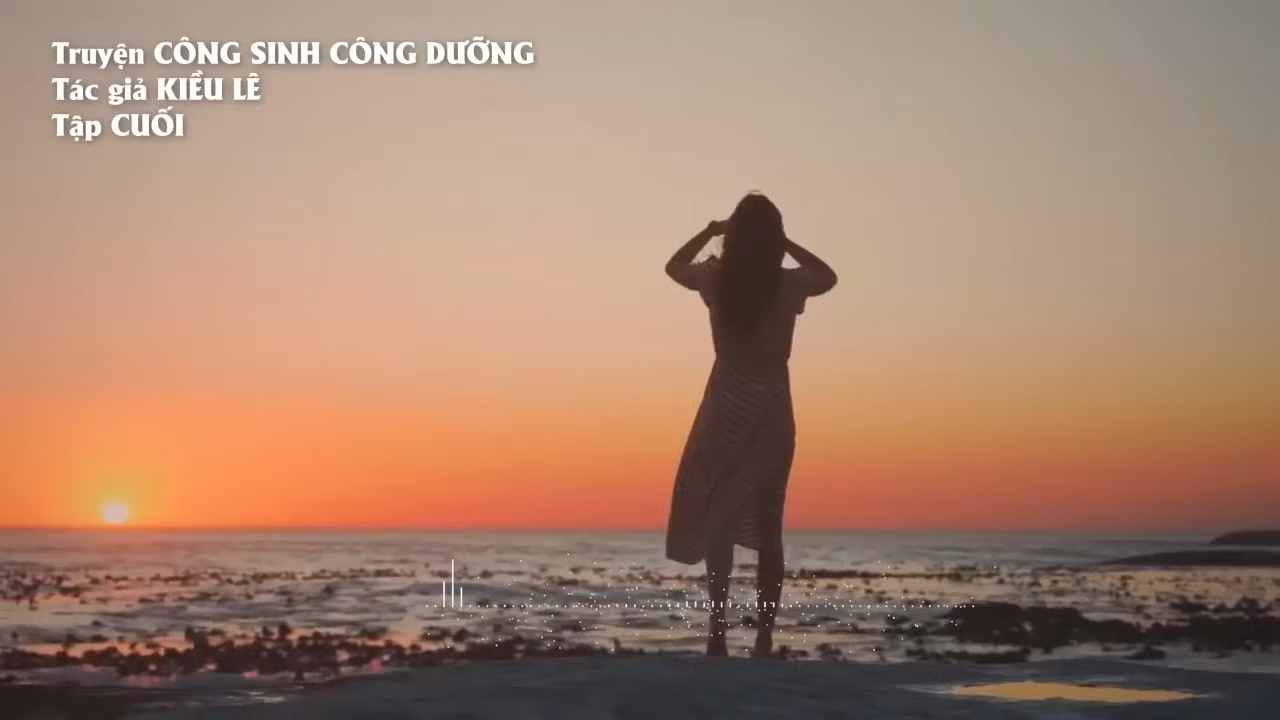 Truyện CÔNG SINH CÔNG DƯỠNG
Tác giả KIỀU LÊ
Tập CUỐI